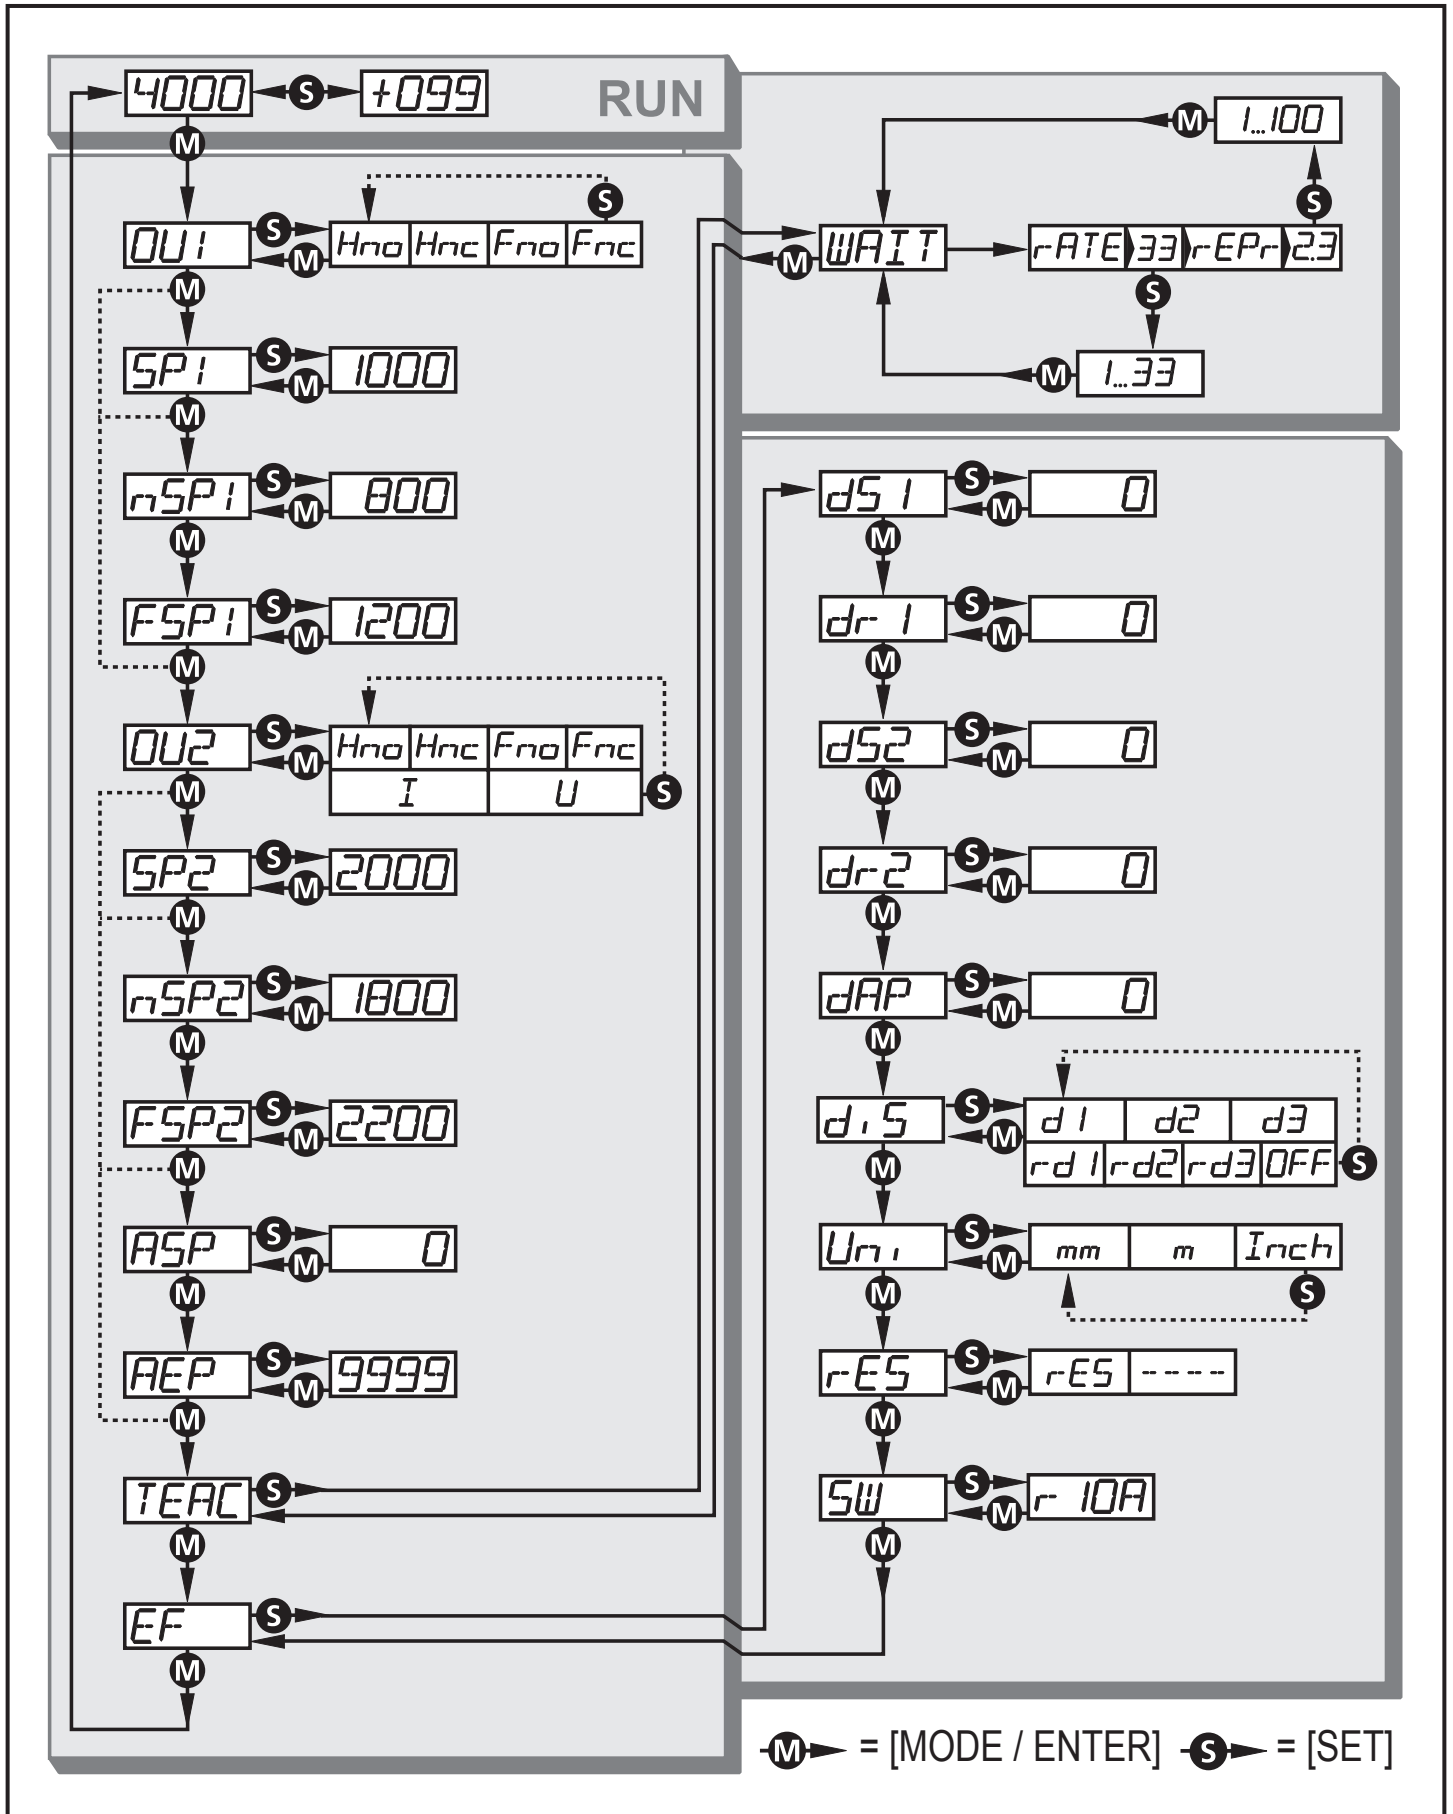 4000 S +099 RUN
M
OU1 S M Hno Hnc Fno Fnc S
M
SP1 S M 1000
M
nSP1 S M 800
M
FSP1 S M 1200
M
OU2 S M Hno Hnc Fno Fnc
I U S
M
SP2 S M 2000
M
nSP2 S M 1800
M
FSP2 S M 2200
M
ASP S M 0
M
AEP S M 9999
M
TEAC S
M
EF S
M
M 1...100
S
M WAIT rATE 33 rEPr 2.3
S
M 1...33
dS1 S M 0
M
dr1 S M 0
M
dS2 S M 0
M
dr2 S M 0
M
dAP S M 0
M
diS S M d1 d2 d3
rd1 rd2 rd3 OFF S
M
Uni S M mm m Inch
S
M
rES S M rES ----
M
SW S M r 10A
M
M = [MODE / ENTER] S = [SET]